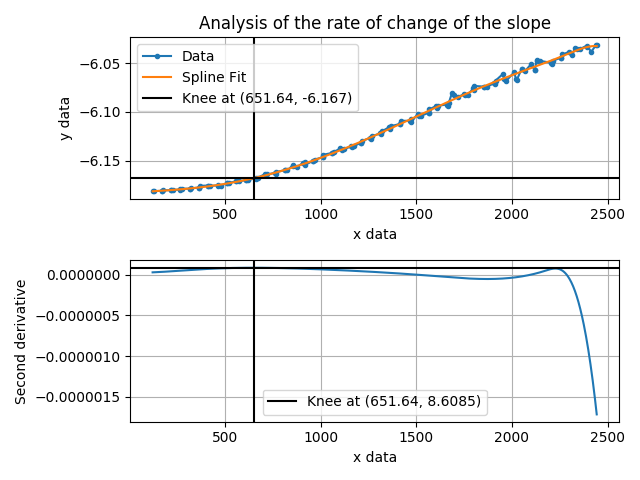 Analysis of the rate of change of the slope
Data
Spline Fit
Knee at (651.64, -6.167)
y data
−6.05
−6.10
−6.15
500 1000 1500 2000 2500
x data
Second derivative
0.0000000
−0.0000005
−0.0000010
−0.0000015
Knee at (651.64, 8.6085)
500 1000 1500 2000 2500
x data